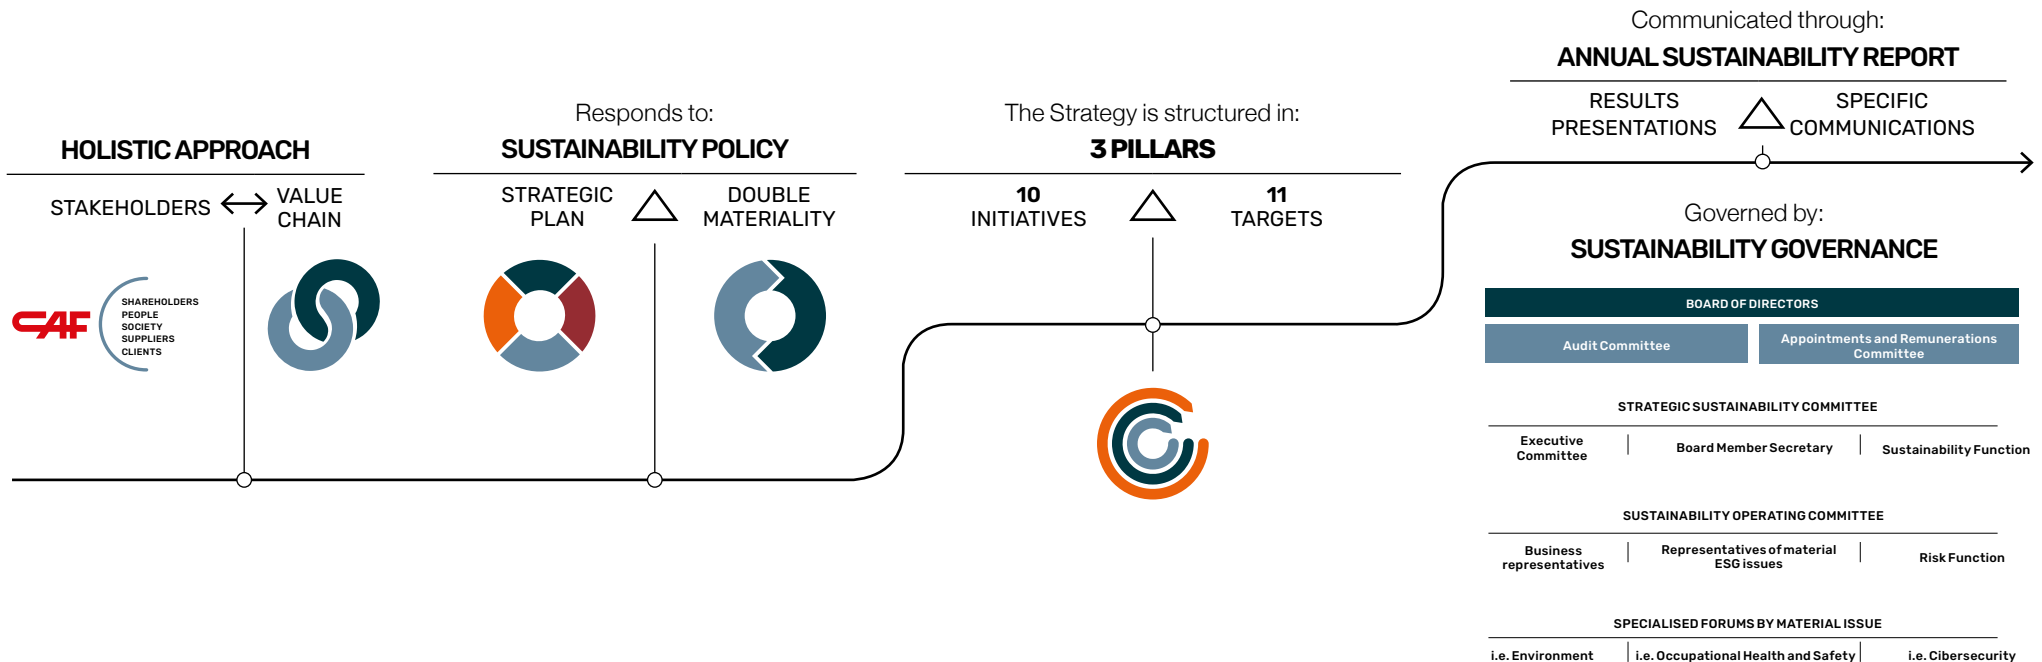 HOLISTIC APPROACH
STAKEHOLDERS
VALUE
CHAIN
CAF
SHAREHOLDERS
PEOPLE
SOCIETY
SUPPLIERS
CLIENTS
Responds to:
SUSTAINABILITY POLICY
STRATEGIC
PLAN
DOUBLE
MATERIALITY
The Strategy is structured in:
3 PILLARS
10
INITIATIVES
11
TARGETS
Communicated through:
ANNUAL SUSTAINABILITY REPORT
RESULTS
PRESENTATIONS
SPECIFIC
COMMUNICATIONS
Governed by:
SUSTAINABILITY GOVERNANCE
BOARD OF DIRECTORS
Audit Committee
Appointments and Remunerations
Committee
STRATEGIC SUSTAINABILITY COMMITTEE
Executive
Committee
Board Member Secretary
Sustainability Function
SUSTAINABILITY OPERATING COMMITTEE
Business
representatives
Representatives of material
ESG issues
Risk Function
SPECIALISED FORUMS BY MATERIAL ISSUE
i.e. Environment
i.e. Occupational Health and Safety
i.e. Cibersecurity